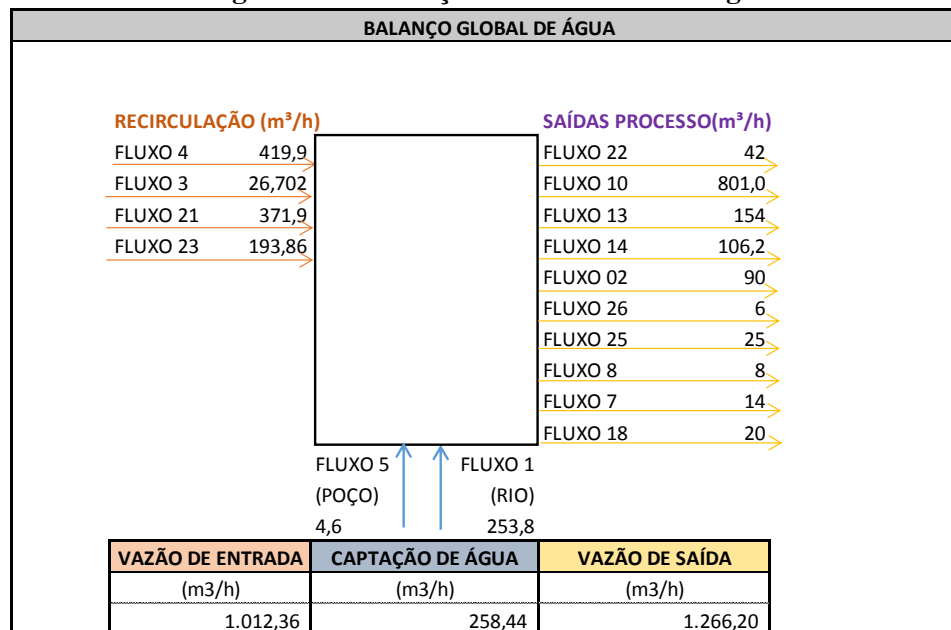 BALANÇO GLOBAL DE ÁGUA
RECIRCULAÇÃO (m³/h) SAÍDAS PROCESSO(m³/h)
FLUXO 4 419,9 FLUXO 22 42
FLUXO 3 26,702 FLUXO 10 801,0
FLUXO 21 371,9 FLUXO 13 154
FLUXO 23 193,86 FLUXO 14 106,2
FLUXO 02 90
FLUXO 26 6
FLUXO 25 25
FLUXO 8 8
FLUXO 7 14
FLUXO 18 20
FLUXO 5 FLUXO 1
(POÇO) (RIO)
4,6 253,8
VAZÃO DE ENTRADA CAPTAÇÃO DE ÁGUA VAZÃO DE SAÍDA
(m3/h) (m3/h) (m3/h)
1.012,36 258,44 1.266,20